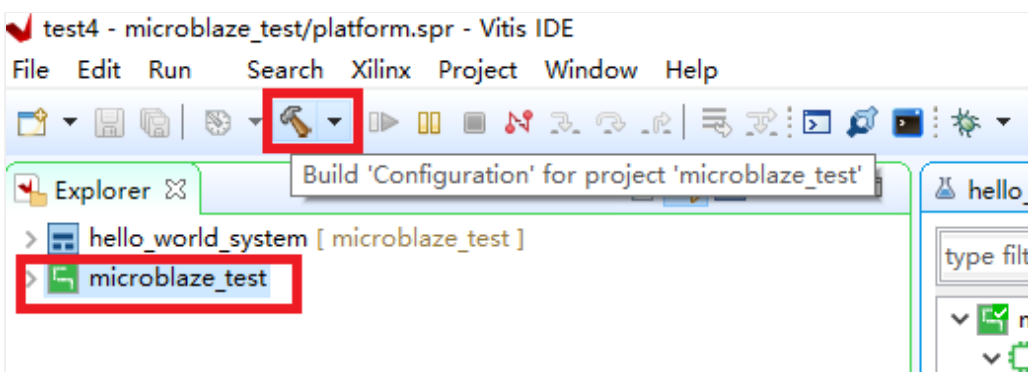 test4 - microblaze_test/platform.spr - Vitis IDE
File Edit Run Search Xilinx Project Window Help
Build 'Configuration' for project 'microblaze_test'
Explorer
hello_
hello_world_system [ microblaze_test ]
type filt
microblaze_test